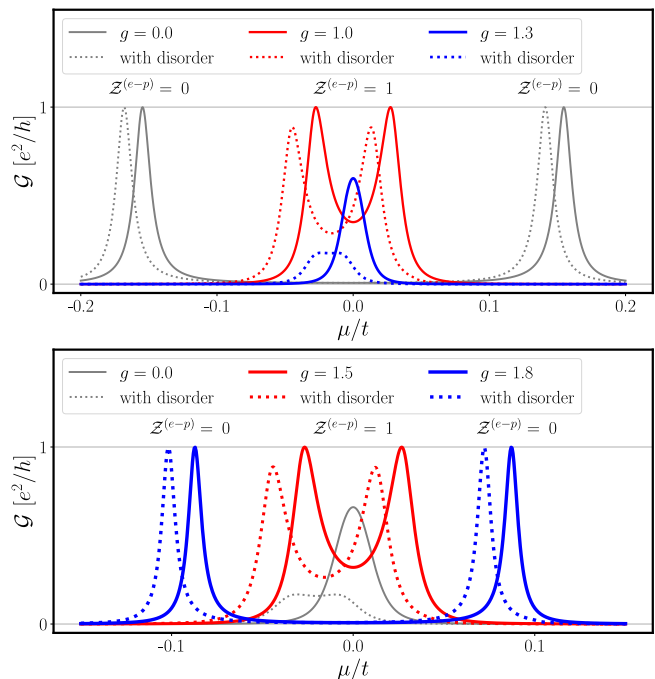 g = 0.0 g = 1.0 g = 1.3
with disorder with disorder with disorder
𝒵^(e−p) = 0 𝒵^(e−p) = 1 𝒵^(e−p) = 0
1
𝒢 [e²/h]
0
-0.2 -0.1 0.0 0.1 0.2
μ/t
g = 0.0 g = 1.5 g = 1.8
with disorder with disorder with disorder
𝒵^(e−p) = 0 𝒵^(e−p) = 1 𝒵^(e−p) = 0
1
𝒢 [e²/h]
0
-0.1 0.0 0.1
μ/t